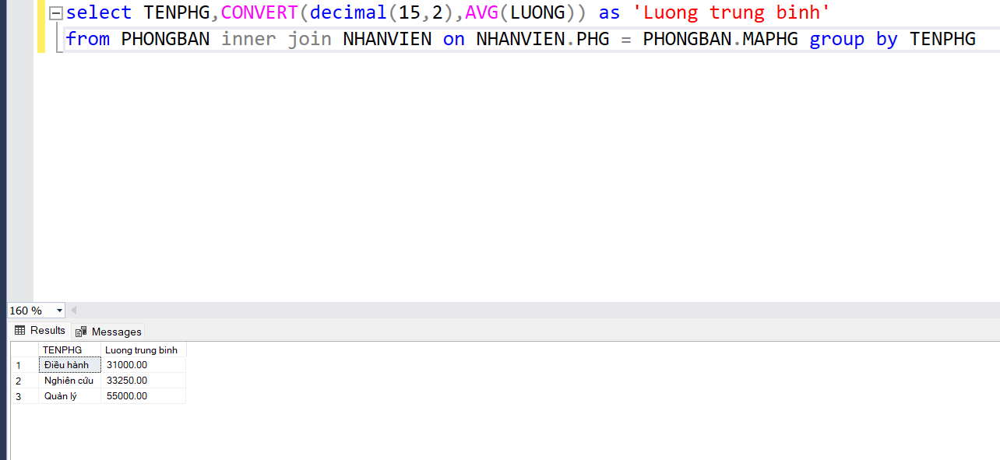 select TENPHG,CONVERT(decimal(15,2),AVG(LUONG)) as 'Luong trung binh'
from PHONGBAN inner join NHANVIEN on NHANVIEN.PHG = PHONGBAN.MAPHG group by TENPHG
160 %
Results Messages
TENPHG Luong trung binh
1 Điều hành 31000.00
2 Nghiên cứu 33250.00
3 Quản lý 55000.00